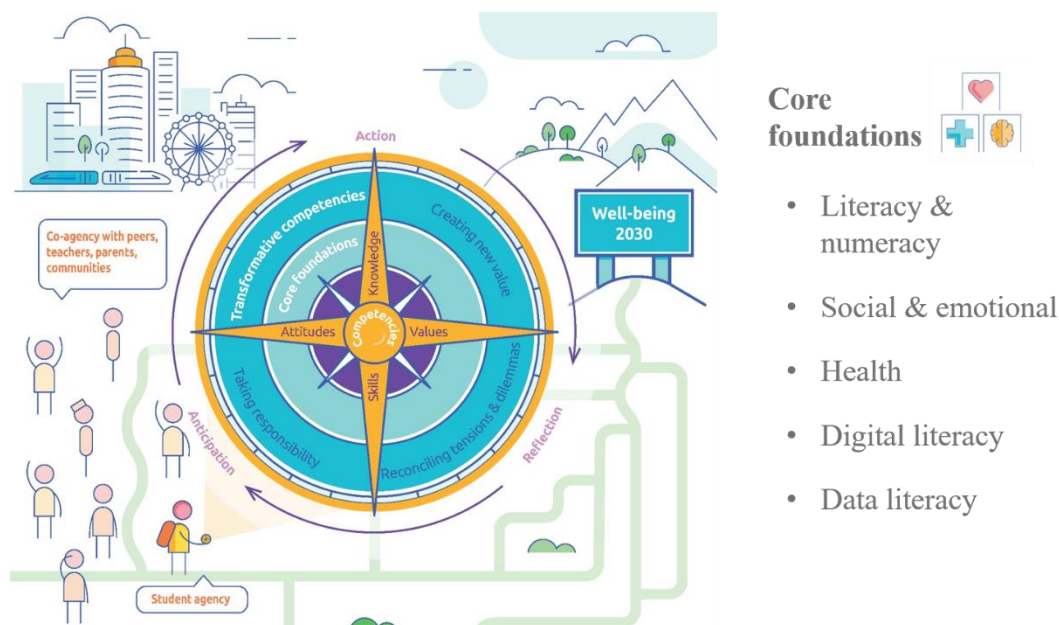 Action
Transformative competencies
Core foundations
Creating new value
Knowledge
Attitudes
Competencies
Values
Skills
Taking responsibility
Reconciling tensions & dilemmas
Anticipation
Reflection
Well-being
2030
Co-agency with peers,
teachers, parents,
communities
Student agency
Core
foundations
• Literacy &
numeracy
• Social & emotional
• Health
• Digital literacy
• Data literacy